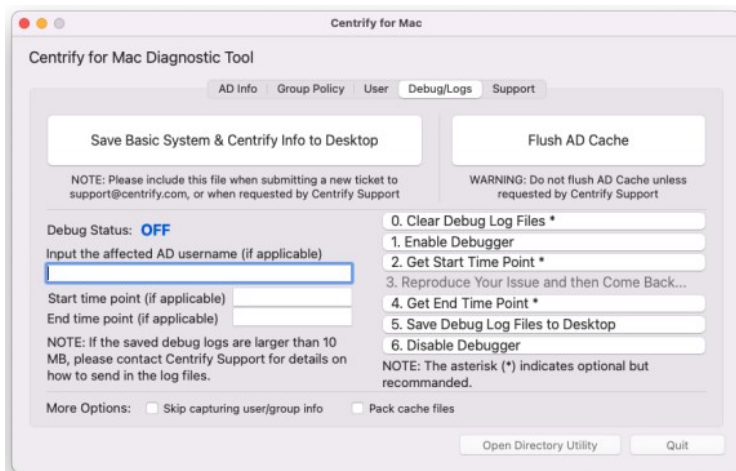 Centrify for Mac
Centrify for Mac Diagnostic Tool
AD Info
Group Policy
User
Debug/Logs
Support
Save Basic System & Centrify Info to Desktop
NOTE: Please include this file when submitting a new ticket to
support@centrify.com, or when requested by Centrify Support
Flush AD Cache
WARNING: Do not flush AD Cache unless
requested by Centrify Support
Debug Status: OFF
Input the affected AD username (if applicable)
Start time point (if applicable)
End time point (if applicable)
NOTE: If the saved debug logs are larger than 10
MB, please contact Centrify Support for details on
how to send in the log files.
0. Clear Debug Log Files *
1. Enable Debugger
2. Get Start Time Point *
3. Reproduce Your Issue and then Come Back...
4. Get End Time Point *
5. Save Debug Log Files to Desktop
6. Disable Debugger
NOTE: The asterisk (*) indicates optional but
recommanded.
More Options:
Skip capturing user/group info
Pack cache files
Open Directory Utility
Quit